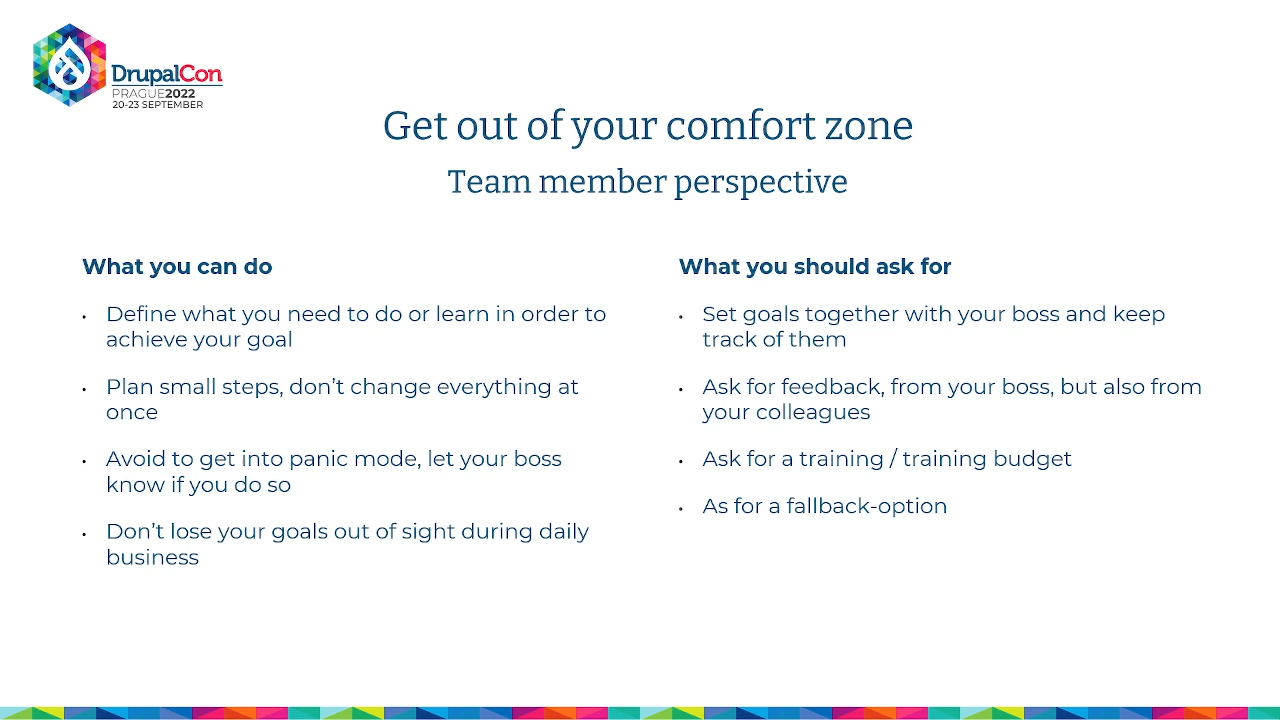 DrupalCon
PRAGUE2022
20-23 SEPTEMBER
Get out of your comfort zone
Team member perspective
What you can do
• Define what you need to do or learn in order to
achieve your goal
• Plan small steps, don’t change everything at
once
• Avoid to get into panic mode, let your boss
know if you do so
• Don’t lose your goals out of sight during daily
business
What you should ask for
• Set goals together with your boss and keep
track of them
• Ask for feedback, from your boss, but also from
your colleagues
• Ask for a training / training budget
• As for a fallback-option